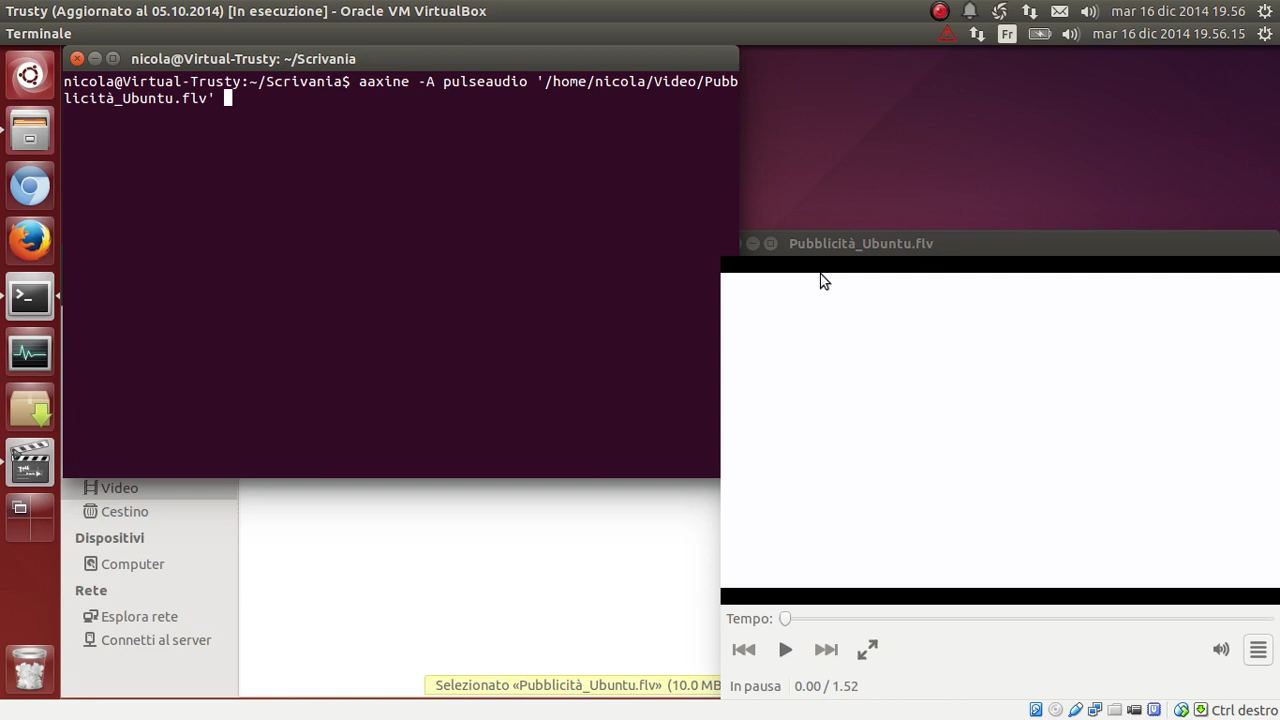 Trusty (Aggiornato al 05.10.2014) [In esecuzione] - Oracle VM VirtualBox
mar 16 dic 2014 19.56
Terminale
Fr
mar 16 dic 2014 19.56.15
nicola@Virtual-Trusty: ~/Scrivania
nicola@Virtual-Trusty:~/Scrivania$ aaxine -A pulseaudio '/home/nicola/Video/Pubb
licità_Ubuntu.flv'
Pubblicità_Ubuntu.flv
Video
Cestino
Dispositivi
Computer
Rete
Esplora rete
Connetti al server
Selezionato «Pubblicità_Ubuntu.flv» (10.0 MB
Tempo:
In pausa
0.00 / 1.52
Ctrl destro